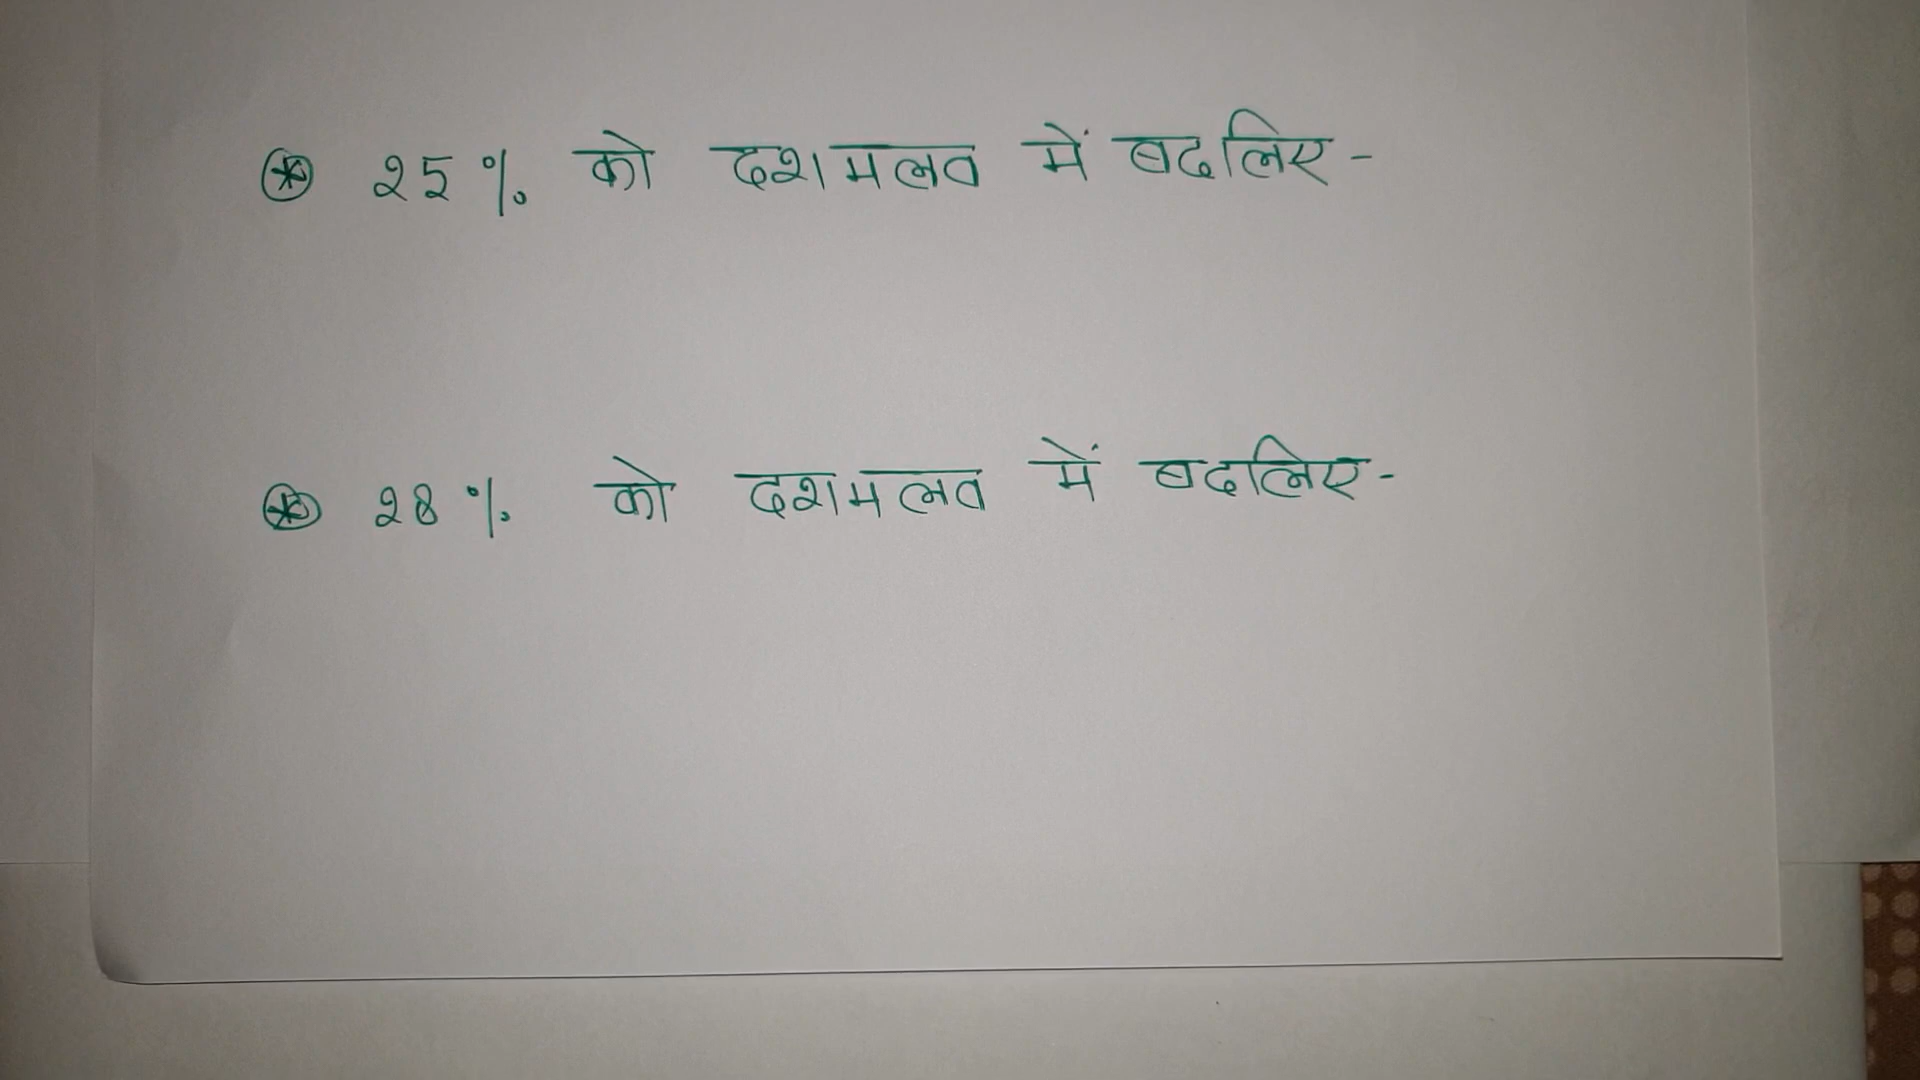 ⊛ 25% को दशमलव में बदलिए -
⊛ 28% को दशमलव में बदलिए -